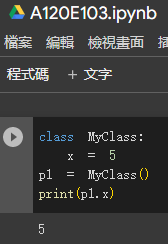 A120E103.ipynb
檔案 編輯 檢視畫面
程式碼 + 文字
class MyClass:
    x = 5
p1 = MyClass()
print(p1.x)
5